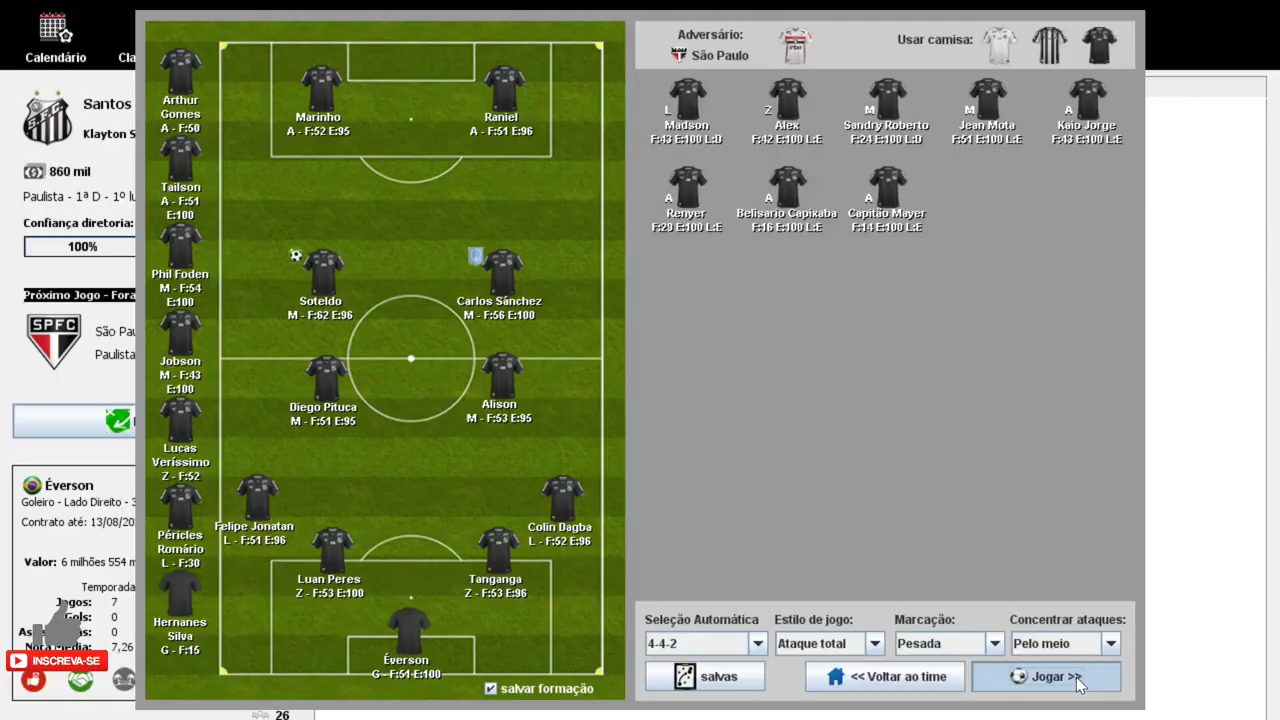 Calendário
Cla
Santos
Klayton S
860 mil
Paulista - 1ª D - 1º lu
Confiança diretoria:
100%
Próximo Jogo - Fora
SPFC
São Pau
Paulista
Éverson
Goleiro - Lado Direito - 3
Contrato até: 13/08/20
Valor: 6 milhões 554 m
Temporada
Jogos: 7
Gols: 0
As
0
Nota Média: 7,26
INSCREVA-SE
26
Arthur
Gomes
A - F:50
Tailson
A - F:51
E:100
Phil Foden
M - F:54
E:100
Jobson
M - F:43
E:100
Lucas
Veríssimo
Z - F:52
Péricles
Romário
L - F:30
Hernanes
Silva
G - F:15
Marinho
A - F:52 E:95
Raniel
A - F:51 E:96
Soteldo
M - F:62 E:96
Carlos Sánchez
M - F:56 E:100
Diego Pituca
M - F:51 E:95
Alison
M - F:53 E:95
Felipe Jonatan
L - F:51 E:96
Colin Dagba
L - F:52 E:96
Luan Peres
Z - F:53 E:100
Tanganga
Z - F:53 E:96
Éverson
G - F:51 E:100
salvar formação
Adversário:
São Paulo
Usar camisa:
L
Madson
F:43 E:100 L:D
Z
Alex
F:42 E:100 L:E
M
Sandry Roberto
F:24 E:100 L:D
M
Jean Mota
F:51 E:100 L:E
A
Kaio Jorge
F:43 E:100 L:E
A
Renyer
F:29 E:100 L:E
A
Belisario Capixaba
F:16 E:100 L:E
A
Capitão Mayer
F:14 E:100 L:E
Seleção Automática
4-4-2
Estilo de jogo:
Ataque total
Marcação:
Pesada
Concentrar ataques:
Pelo meio
salvas
<< Voltar ao time
Jogar >>